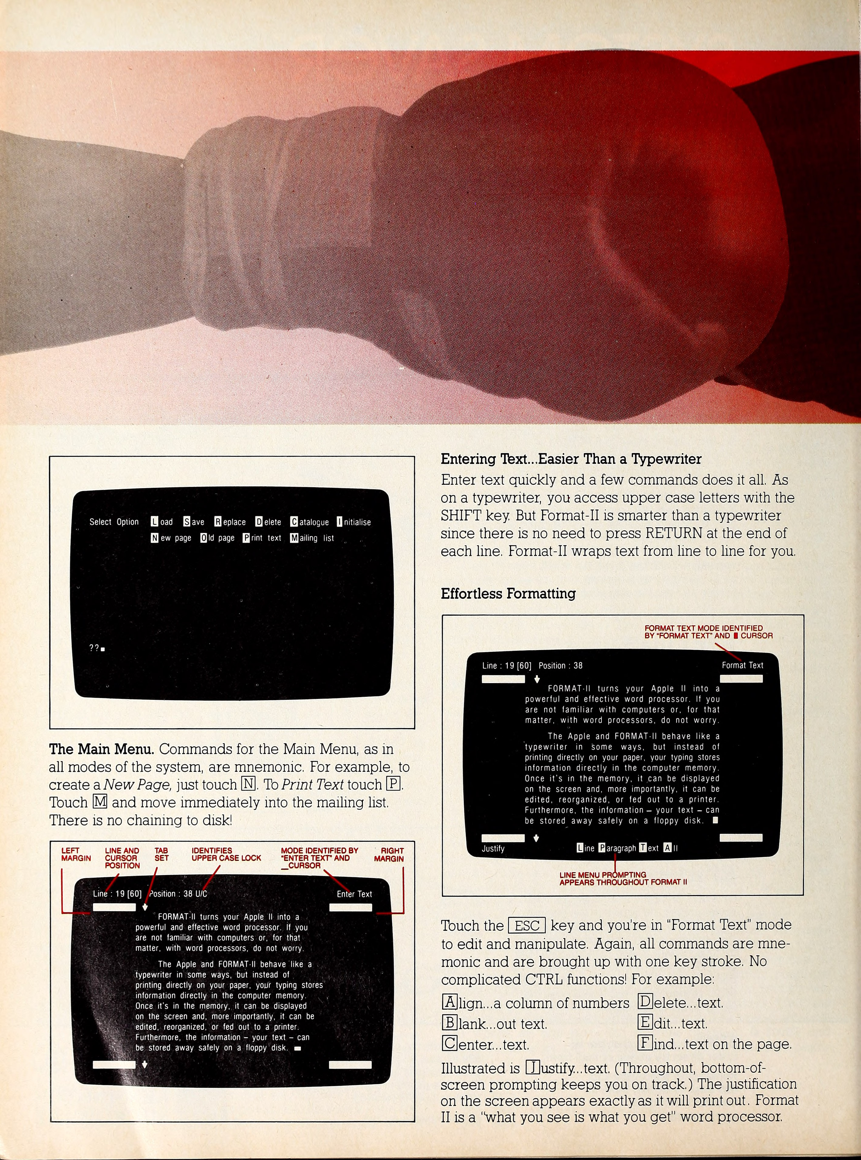 Select Option Load Save Replace Delete Catalogue Initialise
New page Old page Print text Mailing list
??
The Main Menu. Commands for the Main Menu, as in
all modes of the system, are mnemonic. For example, to
create a New Page, just touch N. To Print Text touch P.
Touch M and move immediately into the mailing list.
There is no chaining to disk!
LEFT
MARGIN
LINE AND
CURSOR
POSITION
TAB
SET
IDENTIFIES
UPPER CASE LOCK
MODE IDENTIFIED BY
"ENTER TEXT" AND
_CURSOR
RIGHT
MARGIN
Line : 19 [60] Position : 38 U/C Enter Text
FORMAT-II turns your Apple II into a
powerful and effective word processor. If you
are not familiar with computers or, for that
matter, with word processors, do not worry.
The Apple and FORMAT-II behave like a
typewriter in some ways, but instead of
printing directly on your paper, your typing stores
information directly in the computer memory.
Once it's in the memory, it can be displayed
on the screen and, more importantly, it can be
edited, reorganized, or fed out to a printer.
Furthermore, the information – your text – can
be stored away safely on a floppy disk.
Entering Text...Easier Than a Typewriter
Enter text quickly and a few commands does it all. As
on a typewriter, you access upper case letters with the
SHIFT key. But Format-II is smarter than a typewriter
since there is no need to press RETURN at the end of
each line. Format-II wraps text from line to line for you.
Effortless Formatting
FORMAT TEXT MODE IDENTIFIED
BY "FORMAT TEXT" AND CURSOR
Line : 19 [60] Position : 38 Format Text
FORMAT-II turns your Apple II into a
powerful and effective word processor. If you
are not familiar with computers or, for that
matter, with word processors, do not worry.
The Apple and FORMAT-II behave like a
typewriter in some ways, but instead of
printing directly on your paper, your typing stores
information directly in the computer memory.
Once it's in the memory, it can be displayed
on the screen and, more importantly, it can be
edited, reorganized, or fed out to a printer.
Furthermore, the information – your text – can
be stored away safely on a floppy disk.
Justify Line Paragraph Text All
LINE MENU PROMPTING
APPEARS THROUGHOUT FORMAT II
Touch the ESC key and you're in "Format Text" mode
to edit and manipulate. Again, all commands are mne-
monic and are brought up with one key stroke. No
complicated CTRL functions! For example:
Align...a column of numbers Delete...text.
Blank...out text. Edit...text.
Center...text. Find...text on the page.
Illustrated is Justify...text. (Throughout, bottom-of-
screen prompting keeps you on track.) The justification
on the screen appears exactly as it will print out. Format
II is a "what you see is what you get" word processor.